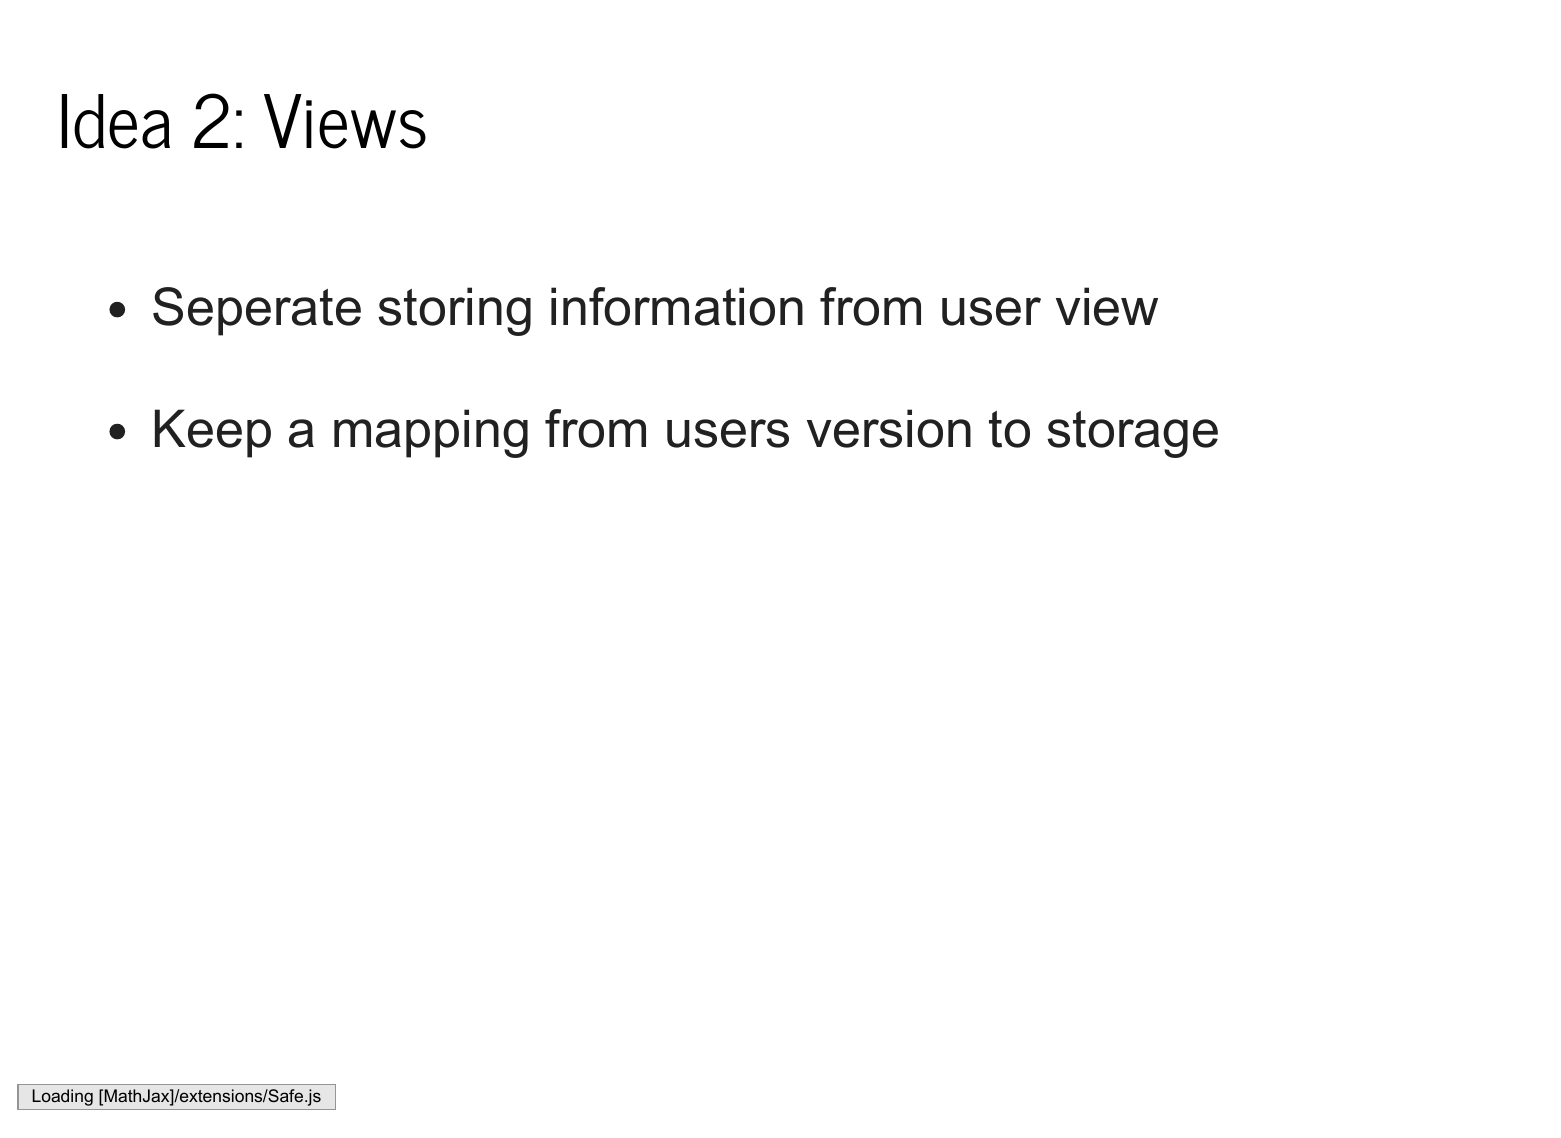 Idea 2: Views
• Seperate storing information from user view
• Keep a mapping from users version to storage
Loading [MathJax]/extensions/Safe.js